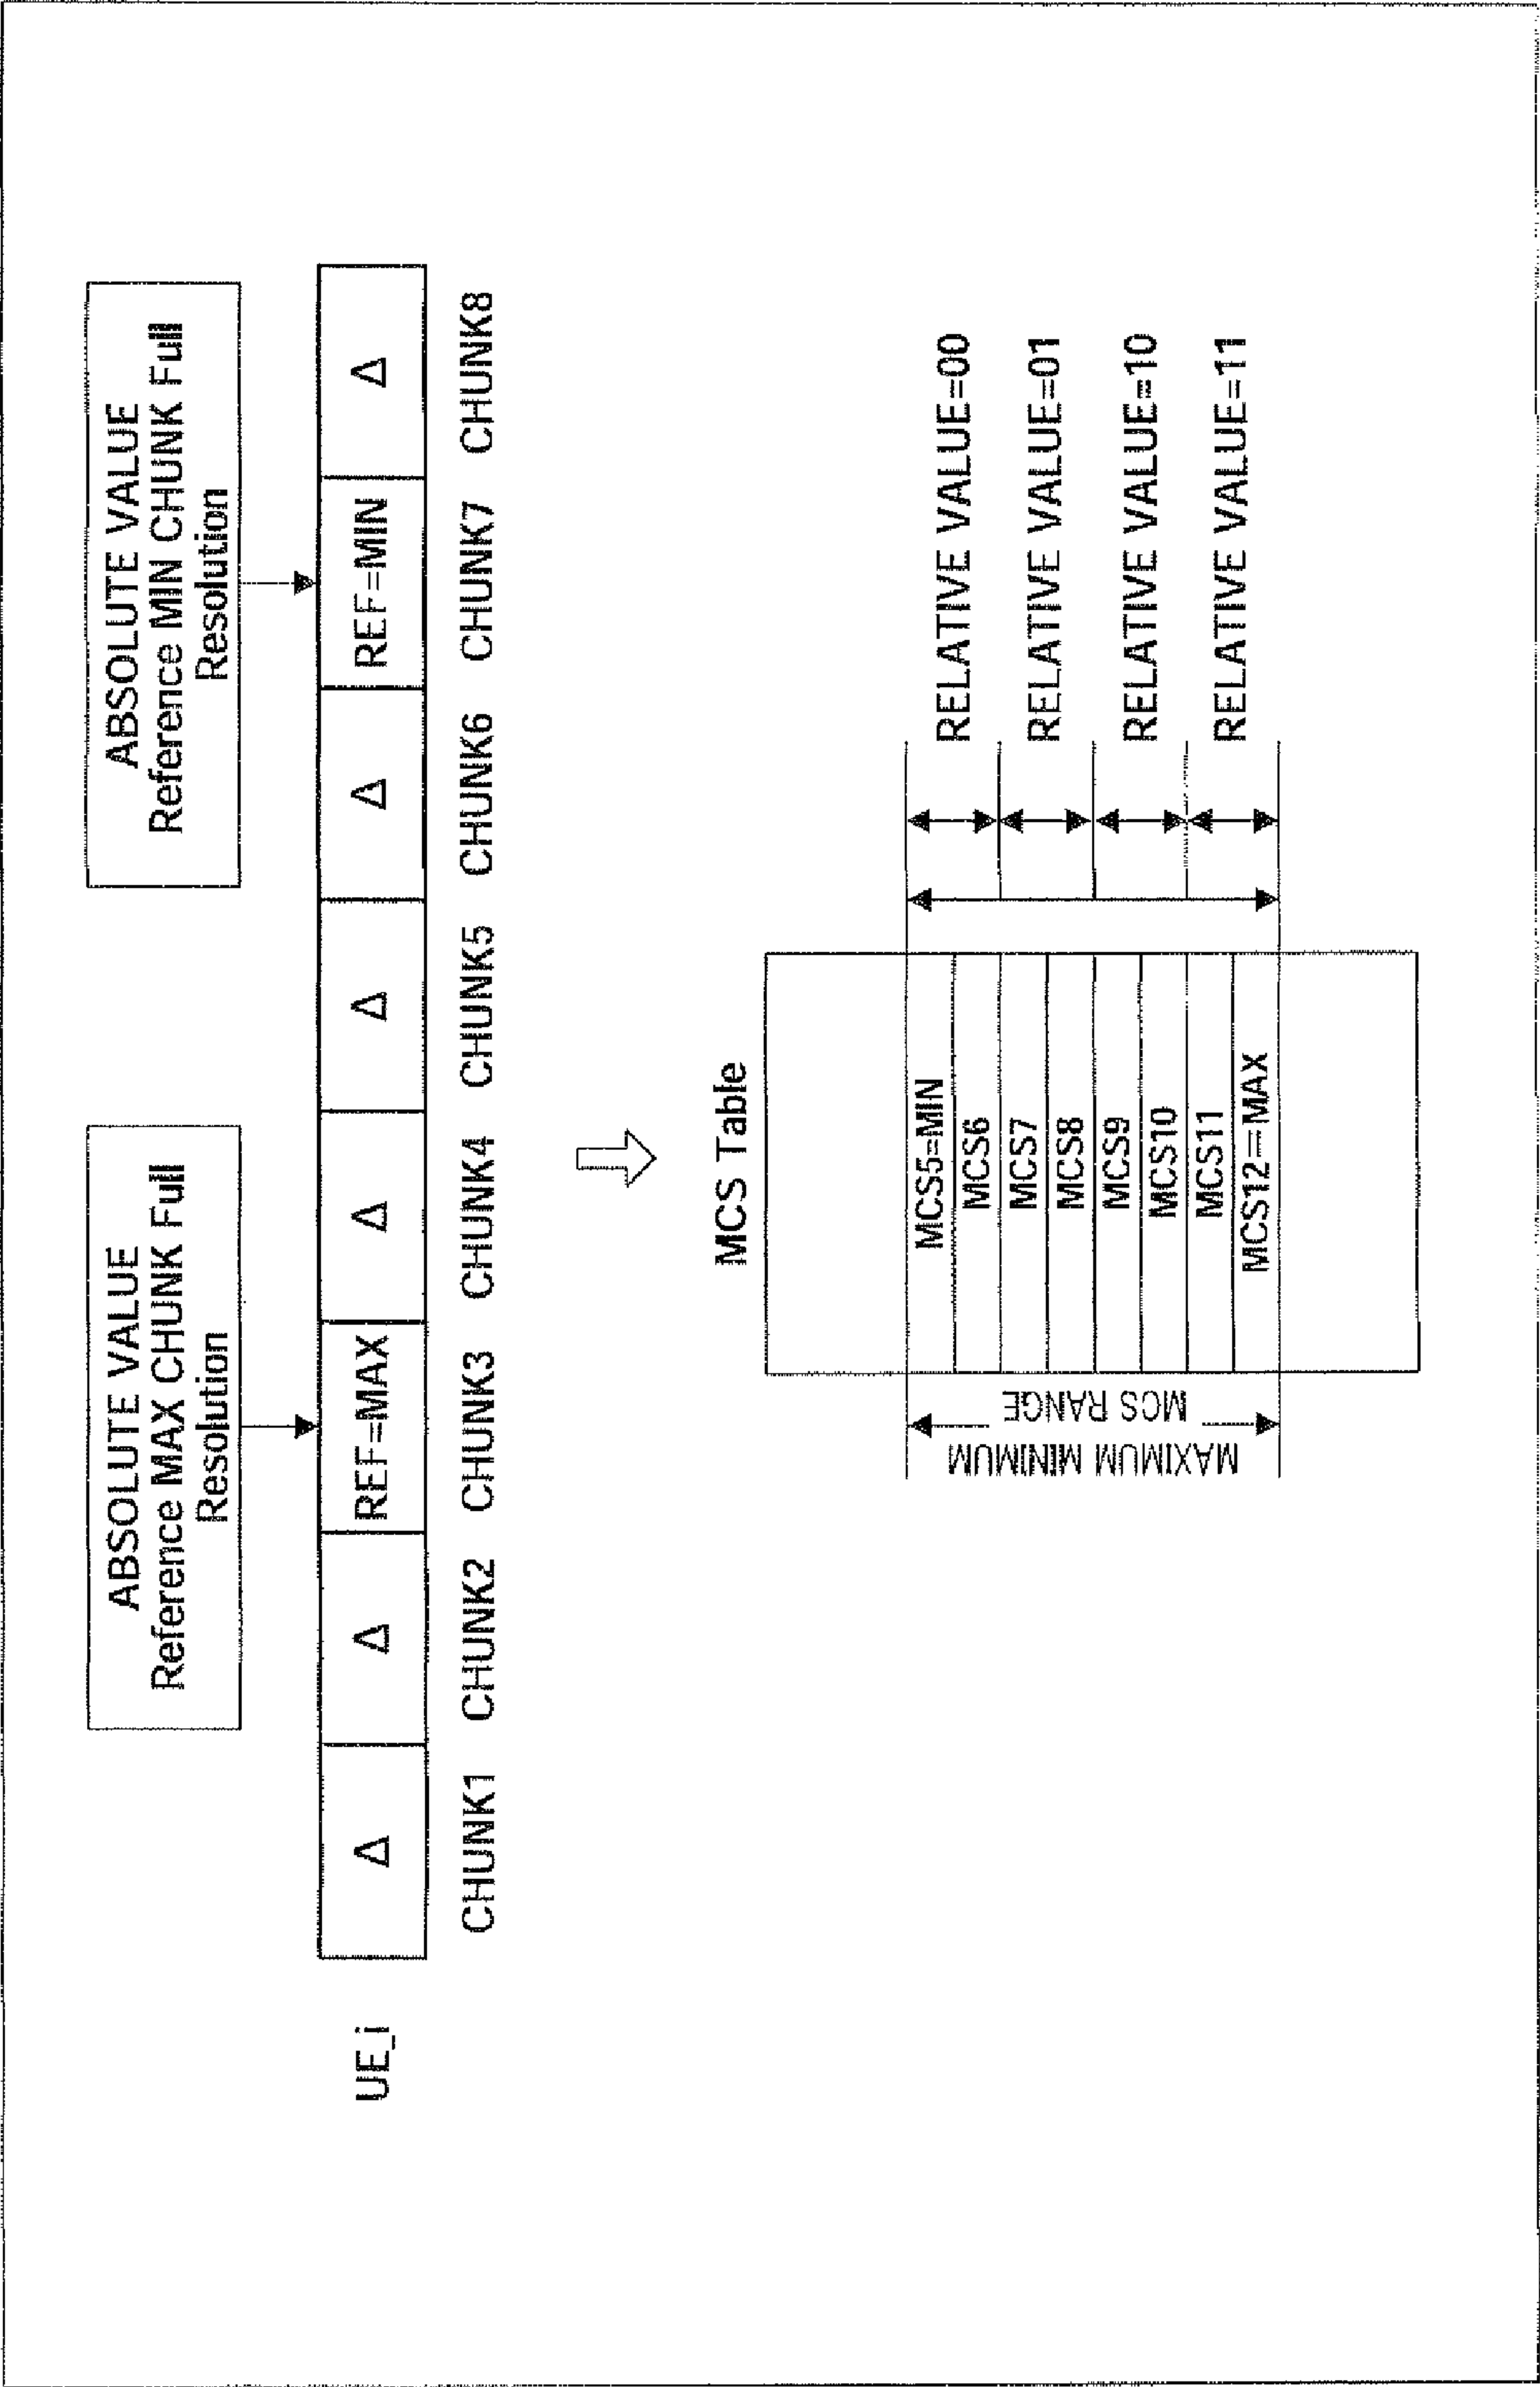 ABSOLUTE VALUE
Reference MAX CHUNK Full
Resolution
ABSOLUTE VALUE
Reference MIN CHUNK Full
Resolution
UE_i
Δ
Δ
REF=MAX
Δ
Δ
Δ
REF=MIN
Δ
CHUNK1
CHUNK2
CHUNK3
CHUNK4
CHUNK5
CHUNK6
CHUNK7
CHUNK8
MCS Table
MAXIMUM MINIMUM
MCS RANGE
MCS5=MIN
MCS6
MCS7
MCS8
MCS9
MCS10
MCS11
MCS12=MAX
RELATIVE VALUE=00
RELATIVE VALUE=01
RELATIVE VALUE=10
RELATIVE VALUE=11